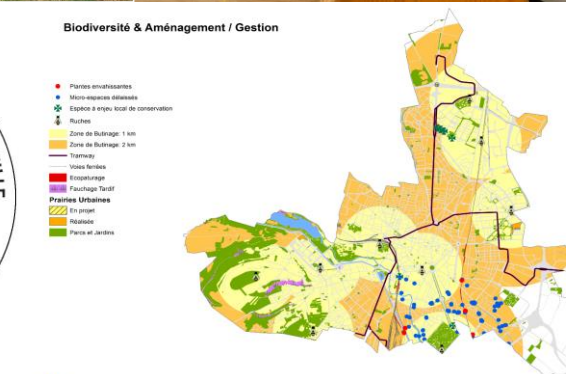 Biodiversité & Aménagement / Gestion
Plantes envahissantes
Micro-espaces délaissés
Espèce à enjeu local de conservation
Ruches
Zone de Butinage: 1 km
Zone de Butinage: 2 km
Tramway
Voies ferrées
Ecopaturage
Fauchage Tardif
Prairies Urbaines
En projet
Réalisée
Parcs et Jardins